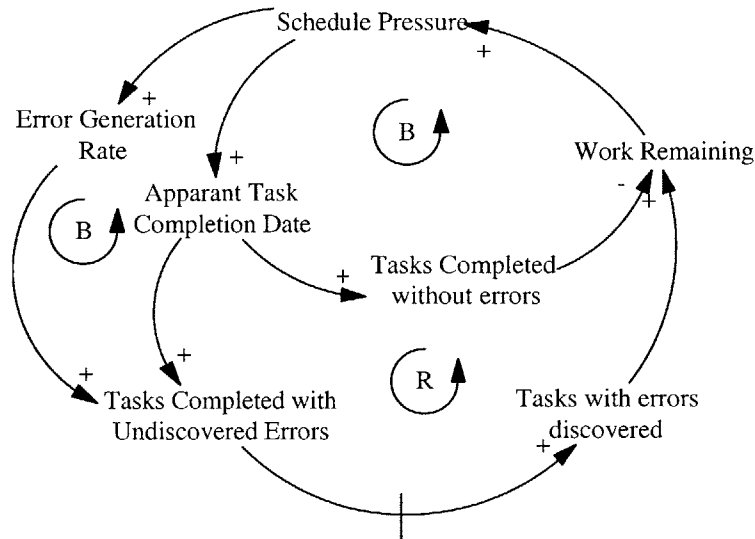 Schedule Pressure
+
+
Error Generation
Rate
B
Work Remaining
+
-
+
Apparant Task
Completion Date
B
+
Tasks Completed
without errors
+
R
+
Tasks Completed with
Undiscovered Errors
Tasks with errors
discovered
+